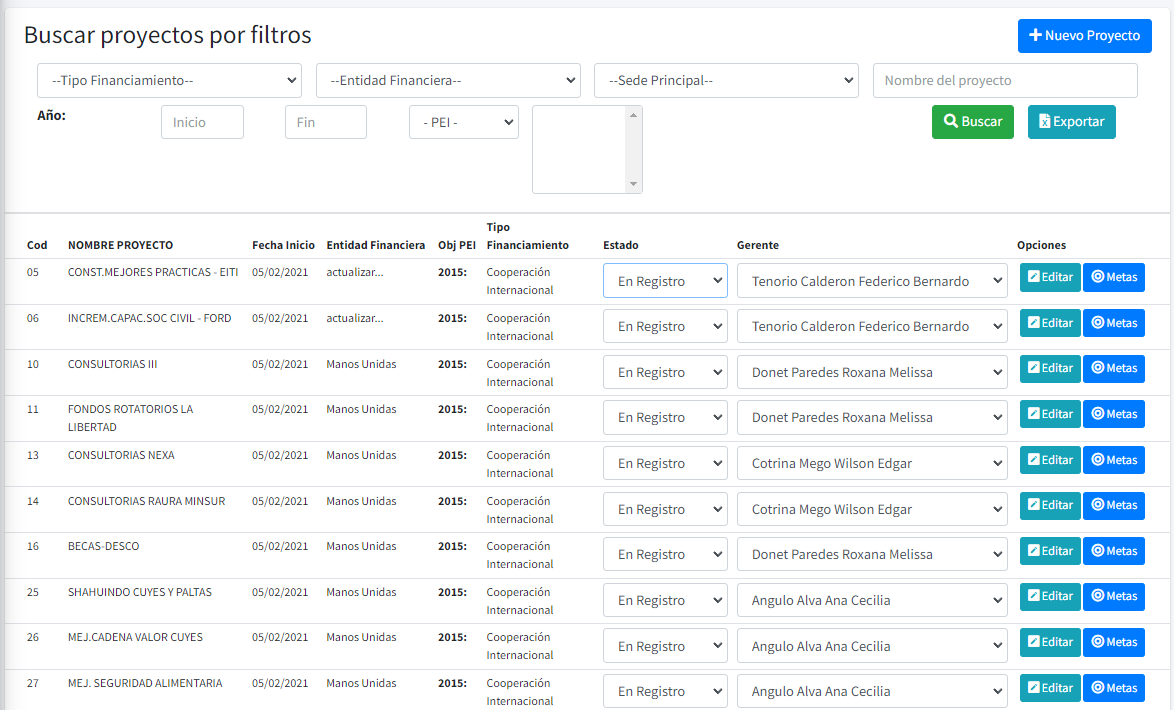 Buscar proyectos por filtros
Nuevo Proyecto
--Tipo Financiamiento--
--Entidad Financiera--
--Sede Principal--
Nombre del proyecto
Año:
Inicio
Fin
- PEI -
Buscar
Exportar
Cod NOMBRE PROYECTO Fecha Inicio Entidad Financiera Obj PEI Tipo Financiamiento Estado Gerente Opciones
05 CONST.MEJORES PRACTICAS - EITI 05/02/2021 actualizar... 2015: Cooperación Internacional En Registro Tenorio Calderon Federico Bernardo Editar Metas
06 INCREM.CAPAC.SOC CIVIL - FORD 05/02/2021 actualizar... 2015: Cooperación Internacional En Registro Tenorio Calderon Federico Bernardo Editar Metas
10 CONSULTORIAS III 05/02/2021 Manos Unidas 2015: Cooperación Internacional En Registro Donet Paredes Roxana Melissa Editar Metas
11 FONDOS ROTATORIOS LA LIBERTAD 05/02/2021 Manos Unidas 2015: Cooperación Internacional En Registro Donet Paredes Roxana Melissa Editar Metas
13 CONSULTORIAS NEXA 05/02/2021 Manos Unidas 2015: Cooperación Internacional En Registro Cotrina Mego Wilson Edgar Editar Metas
14 CONSULTORIAS RAURA MINSUR 05/02/2021 Manos Unidas 2015: Cooperación Internacional En Registro Cotrina Mego Wilson Edgar Editar Metas
16 BECAS-DESCO 05/02/2021 Manos Unidas 2015: Cooperación Internacional En Registro Donet Paredes Roxana Melissa Editar Metas
25 SHAHUINDO CUYES Y PALTAS 05/02/2021 Manos Unidas 2015: Cooperación Internacional En Registro Angulo Alva Ana Cecilia Editar Metas
26 MEJ.CADENA VALOR CUYES 05/02/2021 Manos Unidas 2015: Cooperación Internacional En Registro Angulo Alva Ana Cecilia Editar Metas
27 MEJ. SEGURIDAD ALIMENTARIA 05/02/2021 Manos Unidas 2015: Cooperación Internacional En Registro Angulo Alva Ana Cecilia Editar Metas